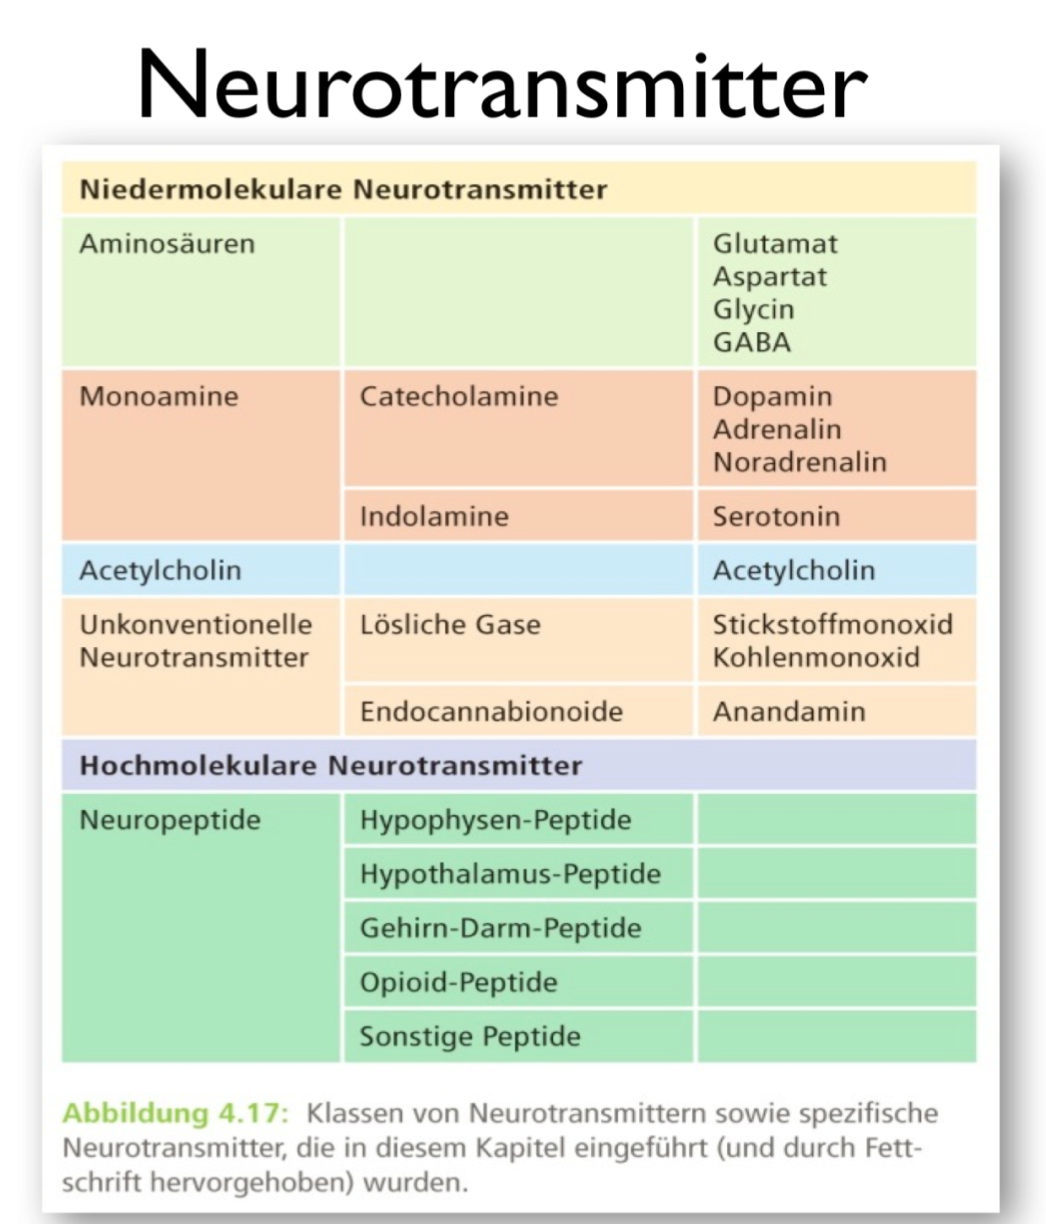 Neurotransmitter
Niedermolekulare Neurotransmitter
Aminosäuren
Glutamat
Aspartat
Glycin
GABA
Monoamine
Catecholamine
Dopamin
Adrenalin
Noradrenalin
Indolamine
Serotonin
Acetylcholin
Acetylcholin
Unkonventionelle
Neurotransmitter
Lösliche Gase
Stickstoffmonoxid
Kohlenmonoxid
Endocannabionoide
Anandamin
Hochmolekulare Neurotransmitter
Neuropeptide
Hypophysen-Peptide
Hypothalamus-Peptide
Gehirn-Darm-Peptide
Opioid-Peptide
Sonstige Peptide
Abbildung 4.17: Klassen von Neurotransmittern sowie spezifische
Neurotransmitter, die in diesem Kapitel eingeführt (und durch Fett-
schrift hervorgehoben) wurden.